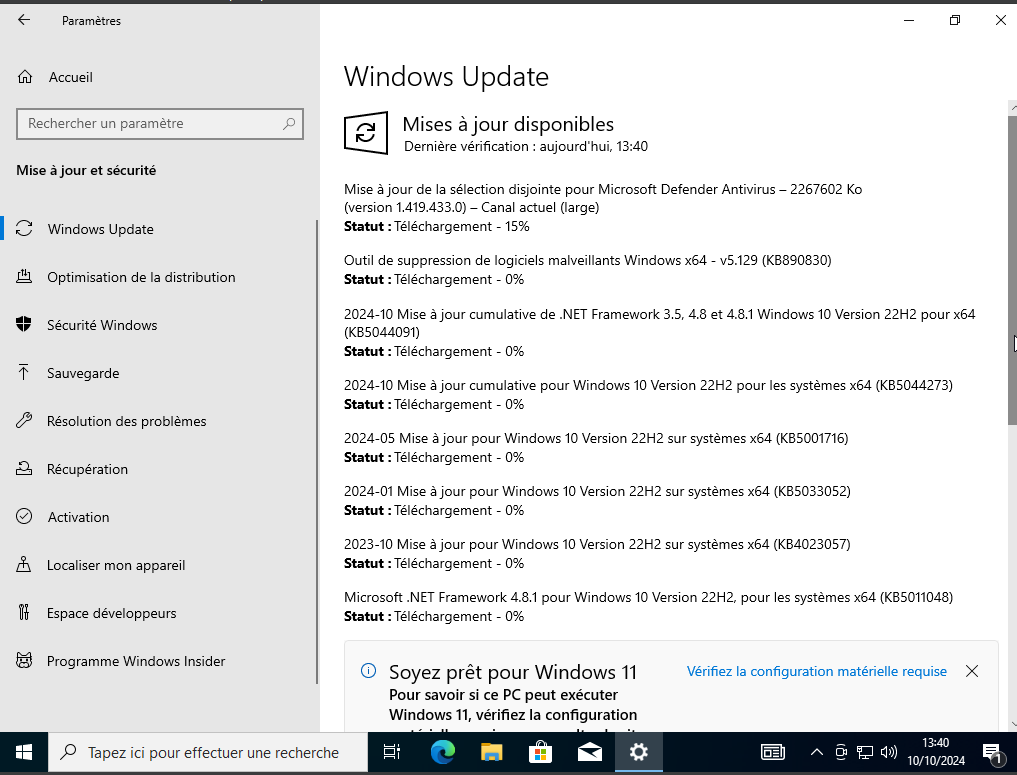 Paramètres
Accueil
Rechercher un paramètre
Mise à jour et sécurité
Windows Update
Optimisation de la distribution
Sécurité Windows
Sauvegarde
Résolution des problèmes
Récupération
Activation
Localiser mon appareil
Espace développeurs
Programme Windows Insider
Windows Update
Mises à jour disponibles
Dernière vérification : aujourd'hui, 13:40
Mise à jour de la sélection disjointe pour Microsoft Defender Antivirus – 2267602 Ko
(version 1.419.433.0) – Canal actuel (large)
Statut : Téléchargement - 15%
Outil de suppression de logiciels malveillants Windows x64 - v5.129 (KB890830)
Statut : Téléchargement - 0%
2024-10 Mise à jour cumulative de .NET Framework 3.5, 4.8 et 4.8.1 Windows 10 Version 22H2 pour x64
(KB5044091)
Statut : Téléchargement - 0%
2024-10 Mise à jour cumulative pour Windows 10 Version 22H2 pour les systèmes x64 (KB5044273)
Statut : Téléchargement - 0%
2024-05 Mise à jour pour Windows 10 Version 22H2 sur systèmes x64 (KB5001716)
Statut : Téléchargement - 0%
2024-01 Mise à jour pour Windows 10 Version 22H2 sur systèmes x64 (KB5033052)
Statut : Téléchargement - 0%
2023-10 Mise à jour pour Windows 10 Version 22H2 sur systèmes x64 (KB4023057)
Statut : Téléchargement - 0%
Microsoft .NET Framework 4.8.1 pour Windows 10 Version 22H2, pour les systèmes x64 (KB5011048)
Statut : Téléchargement - 0%
Soyez prêt pour Windows 11
Vérifiez la configuration matérielle requise
Pour savoir si ce PC peut exécuter
Windows 11, vérifiez la configuration
Tapez ici pour effectuer une recherche
13:40
10/10/2024
1